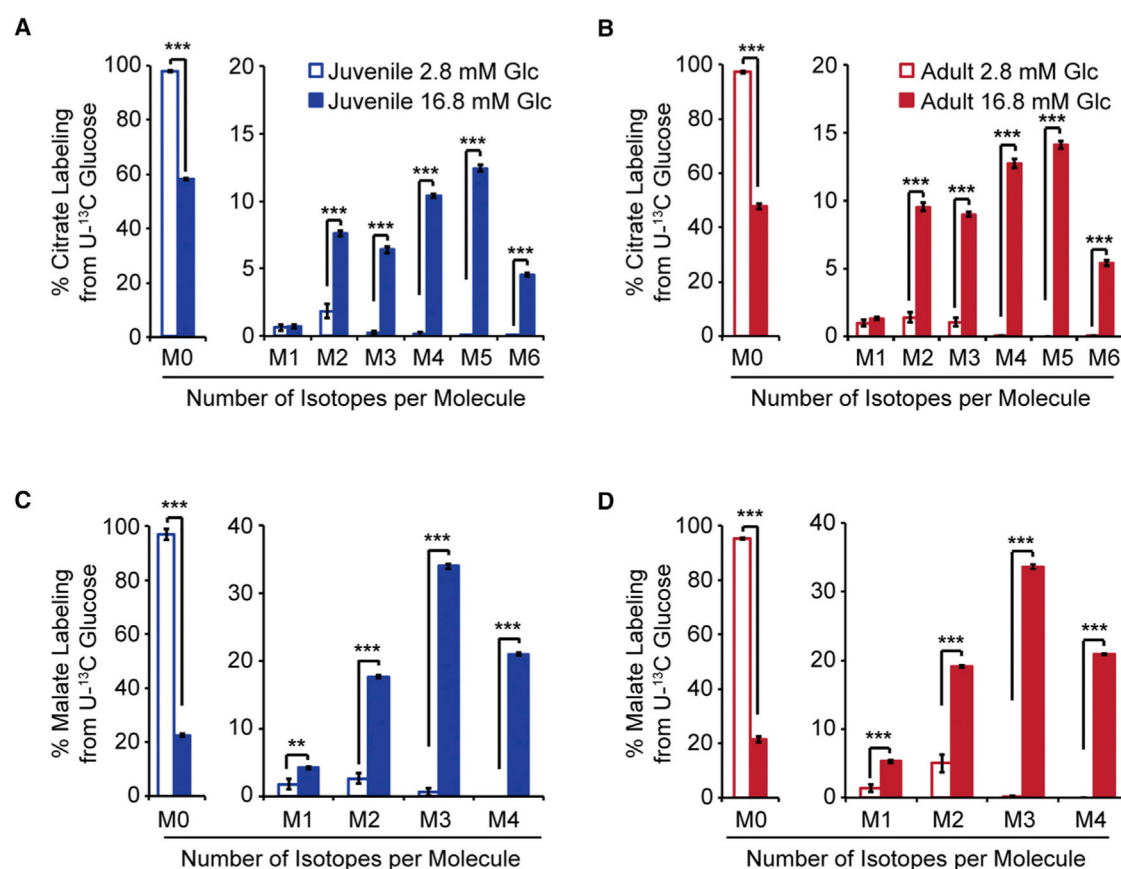 A
% Citrate Labeling
from U-¹³C Glucose
100
80
60
40
20
0
***
M0
20
15
10
5
0
Juvenile 2.8 mM Glc
Juvenile 16.8 mM Glc
***
***
***
***
***
M1 M2 M3 M4 M5 M6
Number of Isotopes per Molecule
B
% Citrate Labeling
from U-¹³C Glucose
100
80
60
40
20
0
***
M0
20
15
10
5
0
Adult 2.8 mM Glc
Adult 16.8 mM Glc
***
***
***
***
***
M1 M2 M3 M4 M5 M6
Number of Isotopes per Molecule
C
% Malate Labeling
from U-¹³C Glucose
100
80
60
40
20
0
***
M0
40
30
20
10
0
**
***
***
***
M1 M2 M3 M4
Number of Isotopes per Molecule
D
% Malate Labeling
from U-¹³C Glucose
100
80
60
40
20
0
***
M0
40
30
20
10
0
***
***
***
***
M1 M2 M3 M4
Number of Isotopes per Molecule